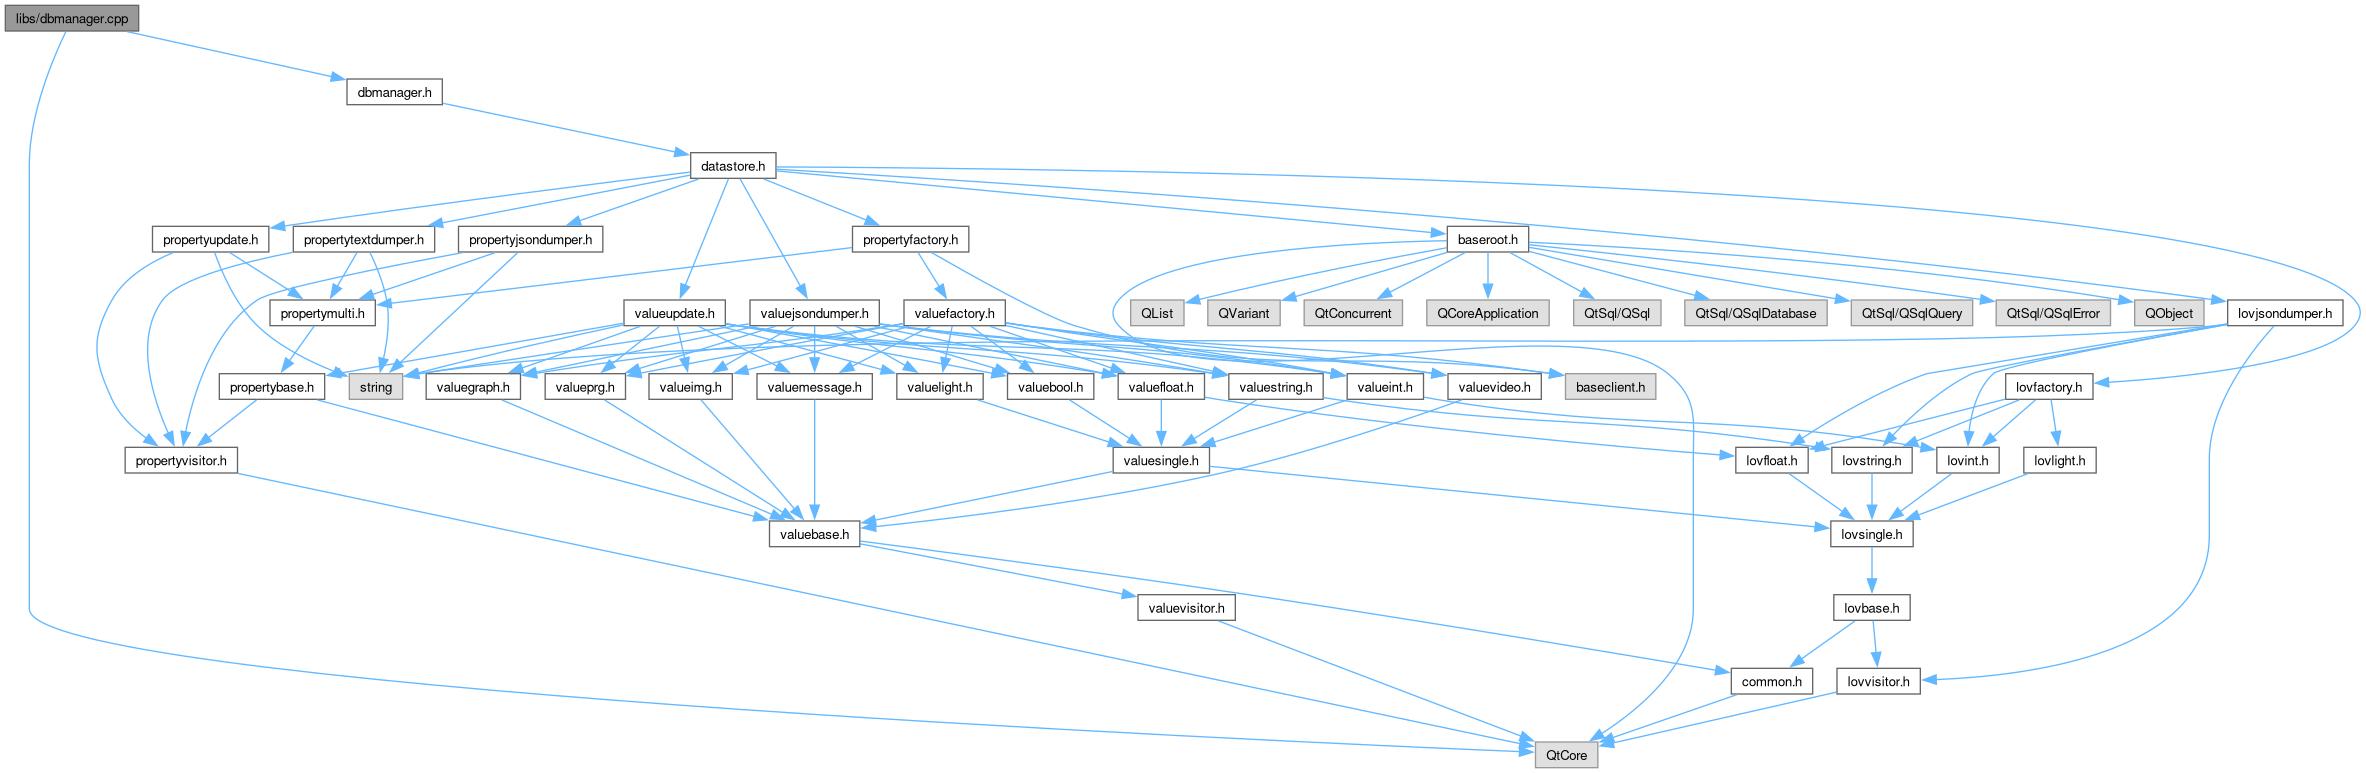 libs/dbmanager.cpp
dbmanager.h
datastore.h
propertyupdate.h
propertytextdumper.h
propertyjsondumper.h
propertyfactory.h
baseroot.h
propertymulti.h
valueupdate.h
valuejsondumper.h
valuefactory.h
QList
QVariant
QtConcurrent
QCoreApplication
QtSql/QSql
QtSql/QSqlDatabase
QtSql/QSqlQuery
QtSql/QSqlError
QObject
lovjsondumper.h
propertybase.h
string
valuegraph.h
valueprg.h
valueimg.h
valuemessage.h
valuelight.h
valuebool.h
valuefloat.h
valuestring.h
valueint.h
valuevideo.h
baseclient.h
lovfactory.h
propertyvisitor.h
valuesingle.h
lovfloat.h
lovstring.h
lovint.h
lovlight.h
valuebase.h
lovsingle.h
valuevisitor.h
lovbase.h
common.h
lovvisitor.h
QtCore